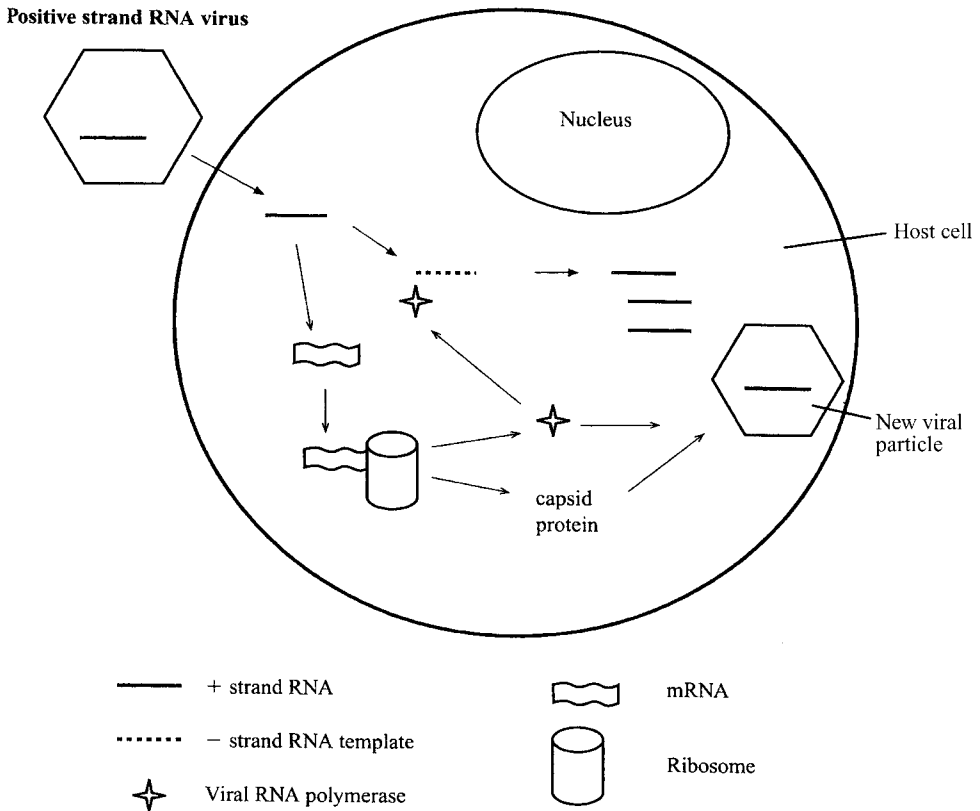 Positive strand RNA virus
Nucleus
Host cell
New viral
particle
capsid
protein
+ strand RNA
− strand RNA template
Viral RNA polymerase
mRNA
Ribosome